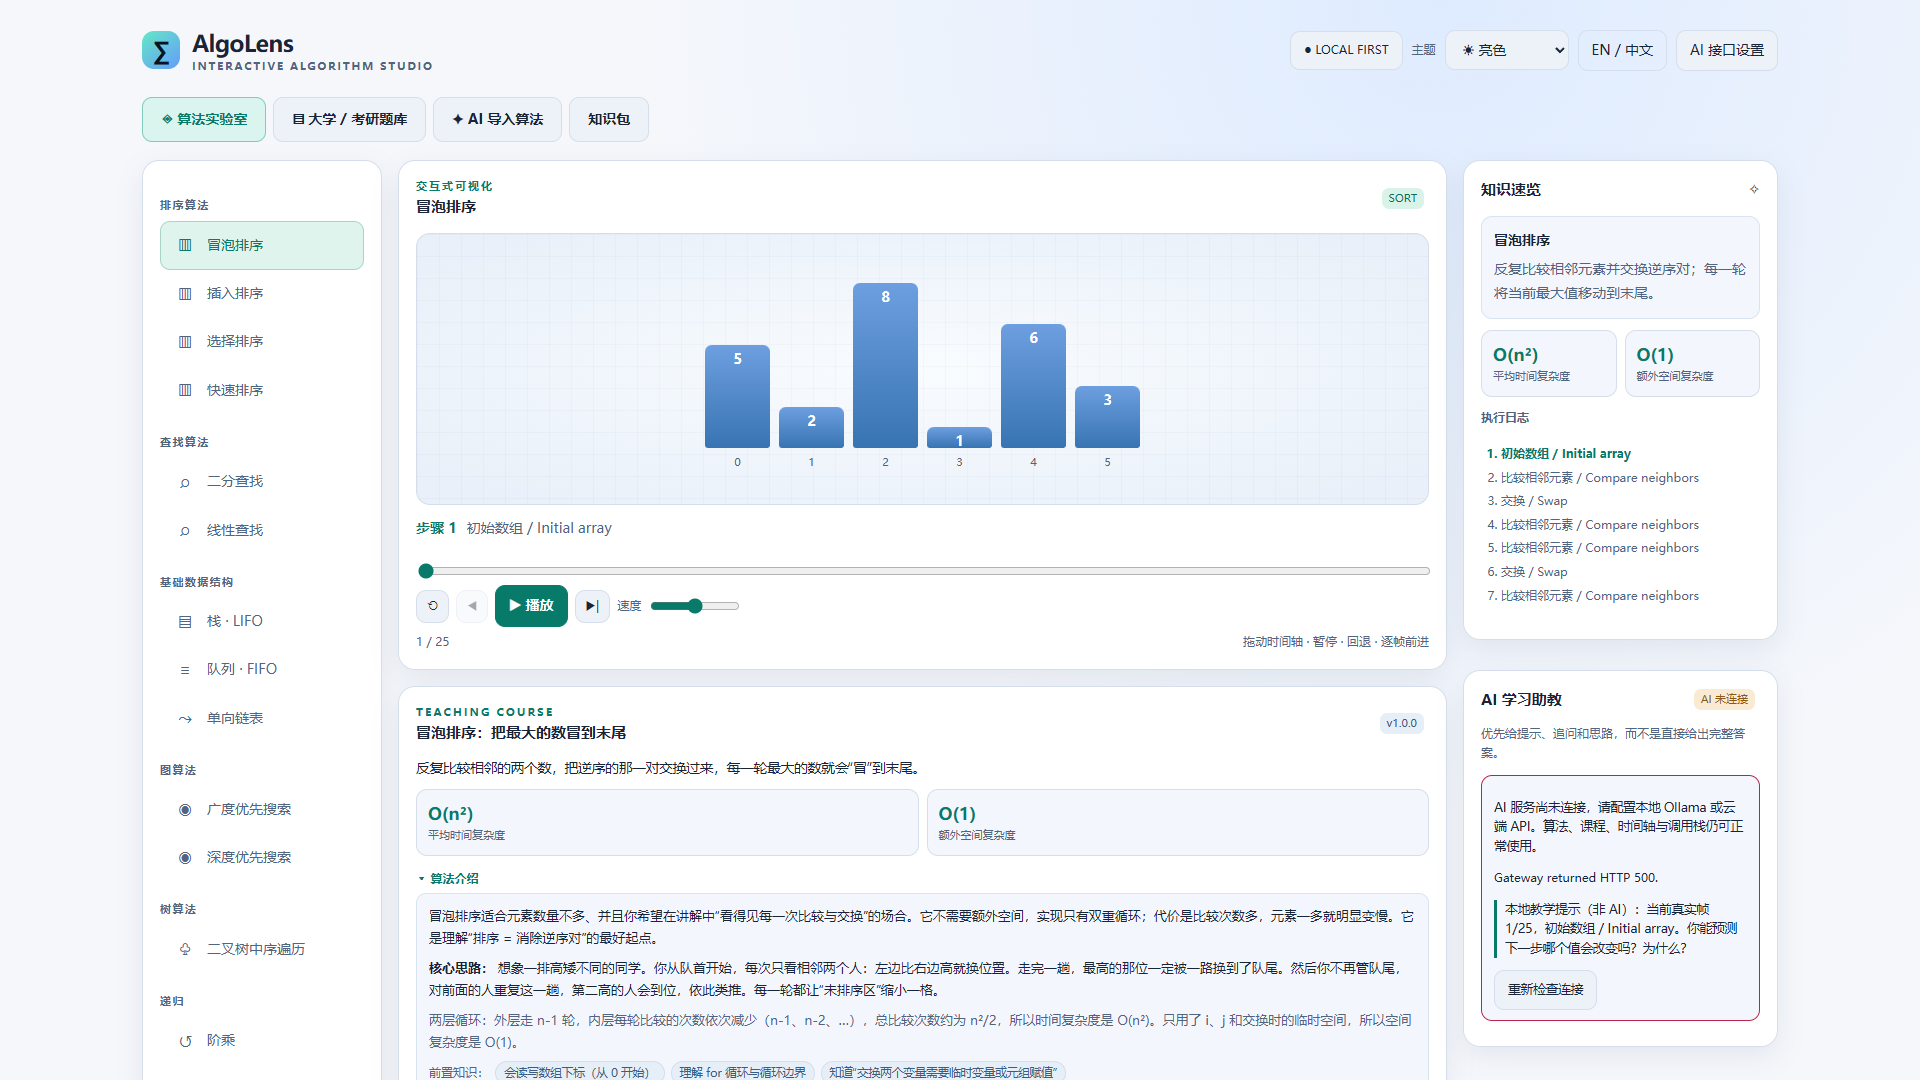 ∑ AlgoLens
INTERACTIVE ALGORITHM STUDIO
● LOCAL FIRST
主题
☀ 亮色
EN / 中文
AI 接口设置
◈ 算法实验室
大学 / 考研题库
✦ AI 导入算法
知识包
排序算法
冒泡排序
插入排序
选择排序
快速排序
查找算法
二分查找
线性查找
基础数据结构
栈 · LIFO
队列 · FIFO
单向链表
图算法
广度优先搜索
深度优先搜索
树算法
二叉树中序遍历
递归
阶乘
交互式可视化
冒泡排序
SORT
5
2
8
1
6
3
0
1
2
3
4
5
步骤 1 初始数组 / Initial array
▶ 播放
速度
1 / 25
拖动时间轴 · 暂停 · 回退 · 逐帧前进
TEACHING COURSE
冒泡排序：把最大的数冒到末尾
v1.0.0
反复比较相邻的两个数，把逆序的那一对交换过来，每一轮最大的数就会“冒”到末尾。
O(n²)
平均时间复杂度
O(1)
额外空间复杂度
算法介绍
冒泡排序适合元素数量不多、并且你希望在讲解中“看得见每一次比较与交换”的场合。它不需要额外空间，实现只有双重循环；代价是比较次数多，元素一多就明显变慢。它
是理解“排序 = 消除逆序对”的最好起点。
核心思路： 想象一排高矮不同的同学。你从队首开始，每次只看相邻两个人：左边比右边高就换位置。走完一趟，最高的那位一定被一路换到了队尾。然后你不再管队尾，
对前面的人重复这一趟，第二高的人会到位，依此类推。每一轮都让“未排序区”缩小一格。
两层循环：外层走 n-1 轮，内层每轮比较的次数依次减少（n-1、n-2、…），总比较次数约为 n²/2，所以时间复杂度是 O(n²)。只用了 i、j 和交换时的临时空间，所以空间
复杂度是 O(1)。
前置知识： 会读写数组下标（从 0 开始） 理解 for 循环与循环边界 知道“交换两个变量需要临时变量或元组赋值”
知识速览
冒泡排序
反复比较相邻元素并交换逆序对；每一轮
将当前最大值移动到末尾。
O(n²)
平均时间复杂度
O(1)
额外空间复杂度
执行日志
1. 初始数组 / Initial array
2. 比较相邻元素 / Compare neighbors
3. 交换 / Swap
4. 比较相邻元素 / Compare neighbors
5. 比较相邻元素 / Compare neighbors
6. 交换 / Swap
7. 比较相邻元素 / Compare neighbors
AI 学习助教
AI 未连接
优先给提示、追问和思路，而不是直接给出完整答
案。
AI 服务尚未连接，请配置本地 Ollama 或云
端 API。算法、课程、时间轴与调用栈仍可正
常使用。
Gateway returned HTTP 500.
本地教学提示（非 AI）：当前真实帧
1/25，初始数组 / Initial array。你能预测
下一步哪个值会改变吗？为什么？
重新检查连接